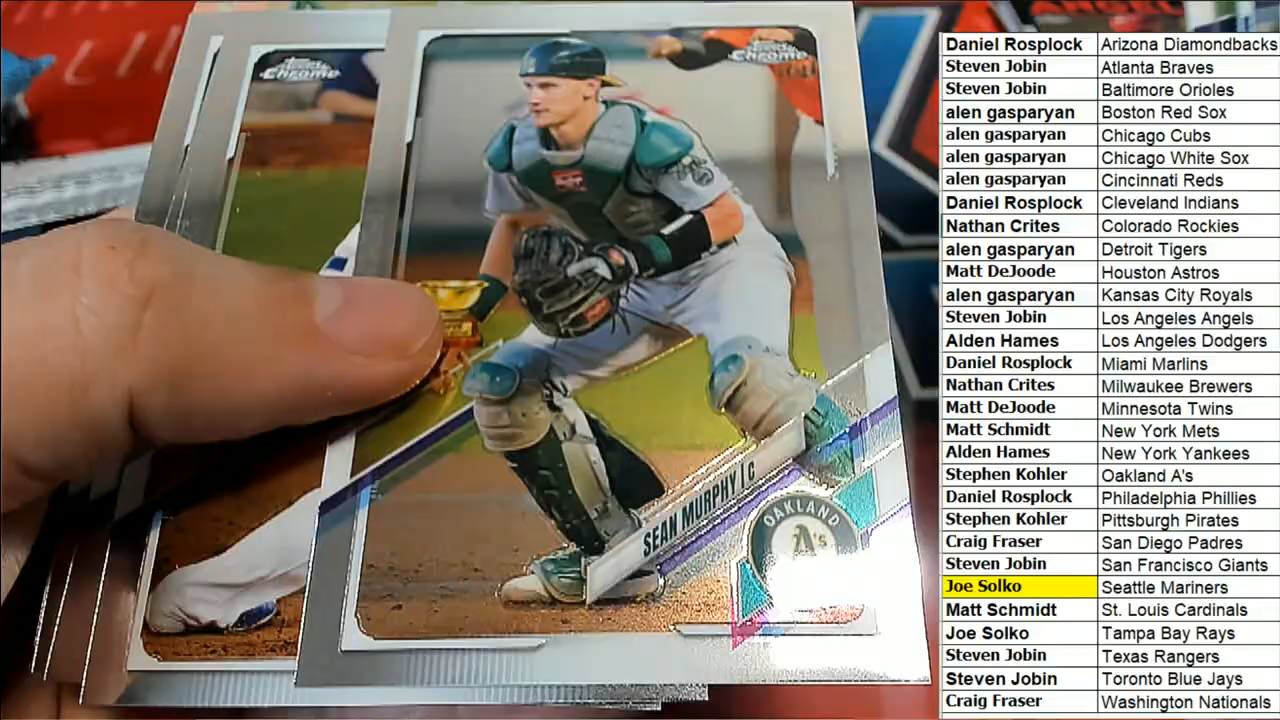 Topps
Chrome
Topps
Chrome
SEAN MURPHY | C
OAKLAND
A's
ANGEL
Daniel Rosplock Arizona Diamondbacks
Steven Jobin Atlanta Braves
Steven Jobin Baltimore Orioles
alen gasparyan Boston Red Sox
alen gasparyan Chicago Cubs
alen gasparyan Chicago White Sox
alen gasparyan Cincinnati Reds
Daniel Rosplock Cleveland Indians
Nathan Crites Colorado Rockies
alen gasparyan Detroit Tigers
Matt DeJoode Houston Astros
alen gasparyan Kansas City Royals
Steven Jobin Los Angeles Angels
Alden Hames Los Angeles Dodgers
Daniel Rosplock Miami Marlins
Nathan Crites Milwaukee Brewers
Matt DeJoode Minnesota Twins
Matt Schmidt New York Mets
Alden Hames New York Yankees
Stephen Kohler Oakland A's
Daniel Rosplock Philadelphia Phillies
Stephen Kohler Pittsburgh Pirates
Craig Fraser San Diego Padres
Steven Jobin San Francisco Giants
Joe Solko Seattle Mariners
Matt Schmidt St. Louis Cardinals
Joe Solko Tampa Bay Rays
Steven Jobin Texas Rangers
Steven Jobin Toronto Blue Jays
Craig Fraser Washington Nationals